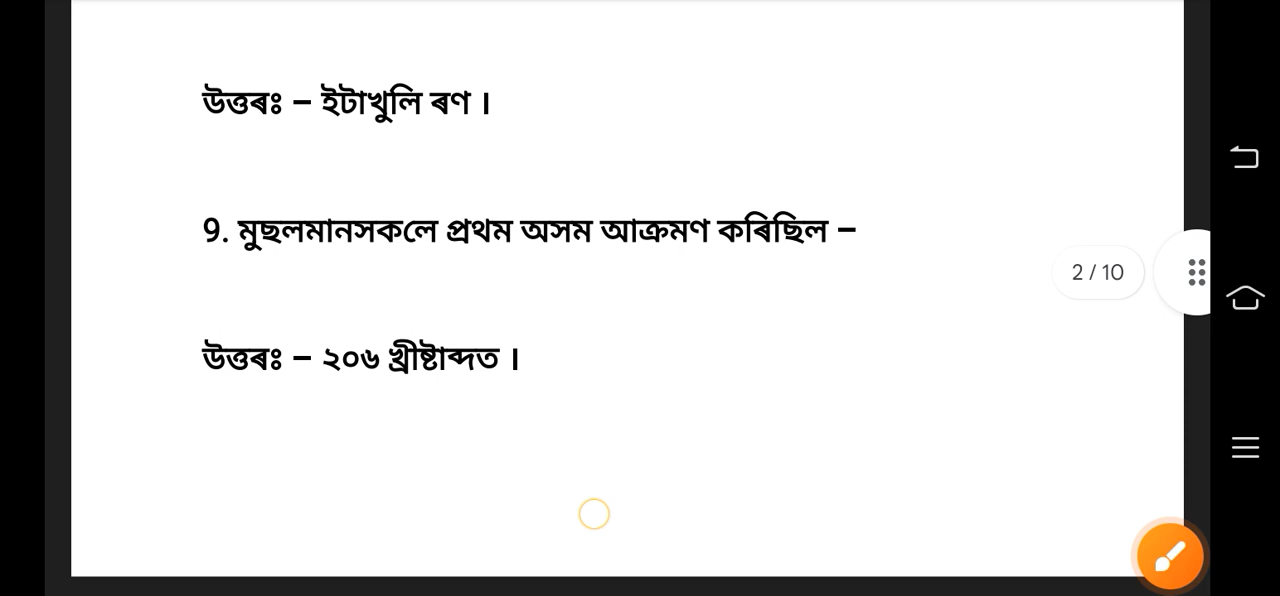 উত্তৰঃ – ইটাখুলি ৰণ ।
9. মুছলমানসকলে প্ৰথম অসম আক্ৰমণ কৰিছিল –
2 / 10
উত্তৰঃ – ২০৬ খ্ৰীষ্টাব্দত ।